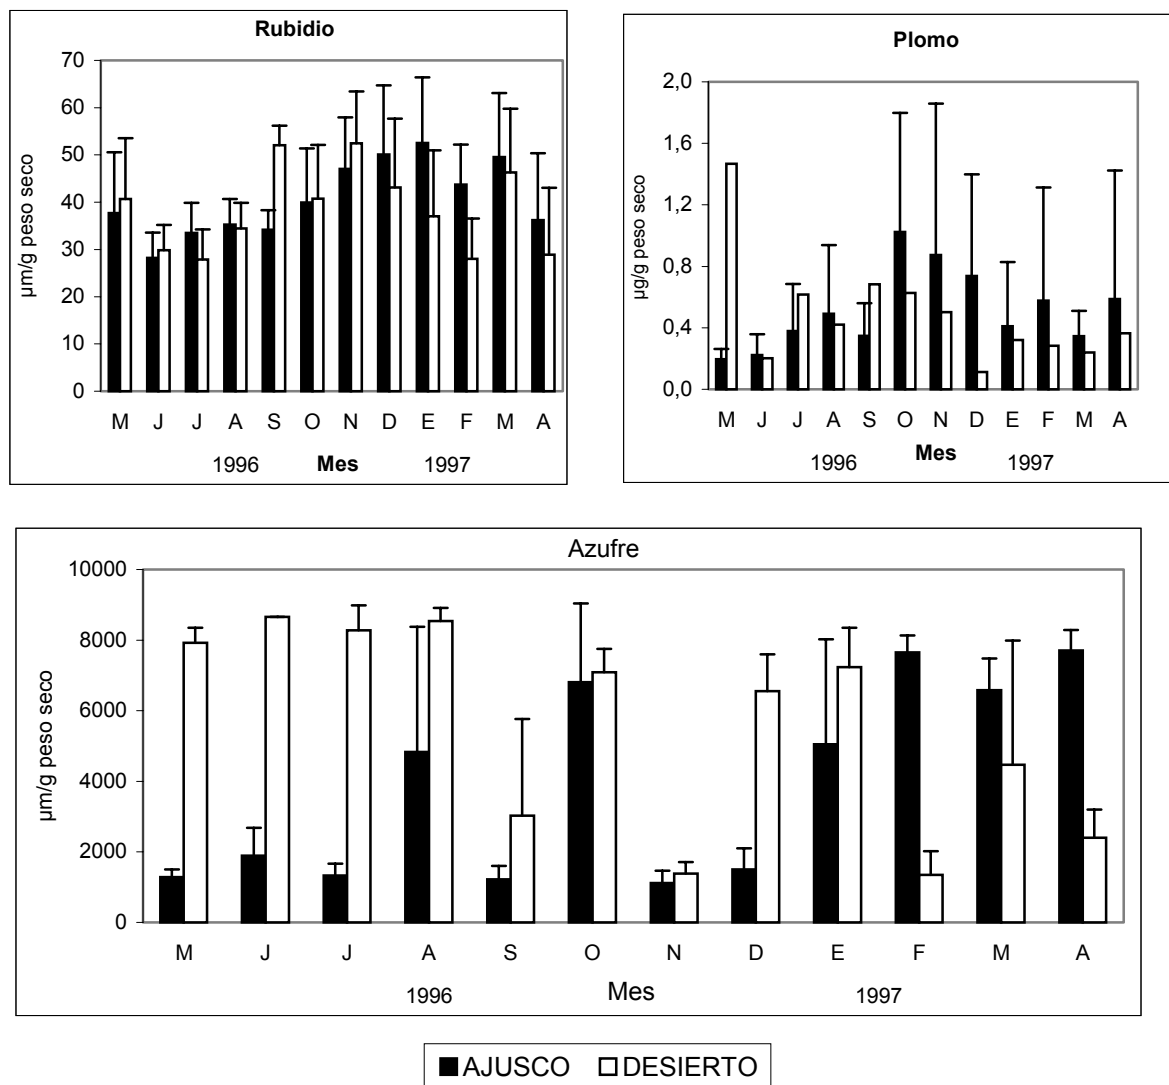 Rubidio
70
60
50
40
30
20
10
0
µm/g peso seco
M J J A S O N D E F M A
1996 Mes 1997
Plomo
2,0
1,6
1,2
0,8
0,4
0,0
µg/g peso seco
M J J A S O N D E F M A
1996 Mes 1997
Azufre
10000
8000
6000
4000
2000
0
µm/g peso seco
M J J A S O N D E F M A
1996 Mes 1997
AJUSCO DESIERTO